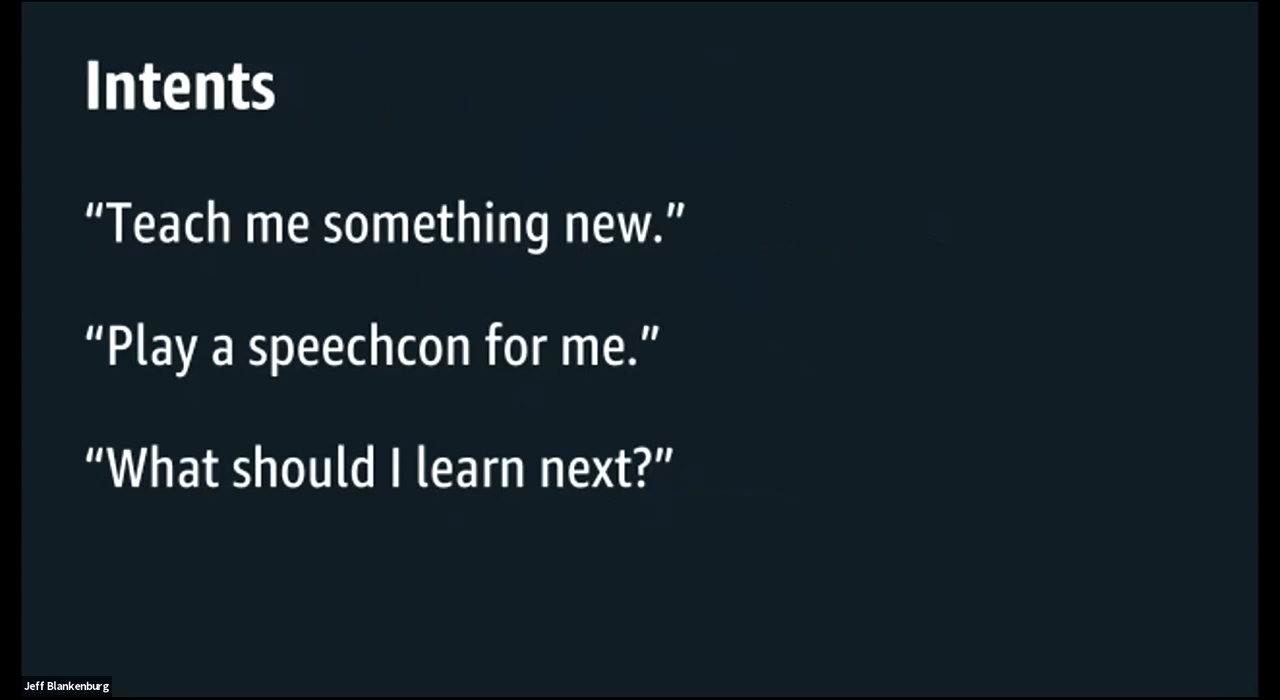 Intents
“Teach me something new.”
“Play a speechcon for me.”
“What should I learn next?”
Jeff Blankenburg